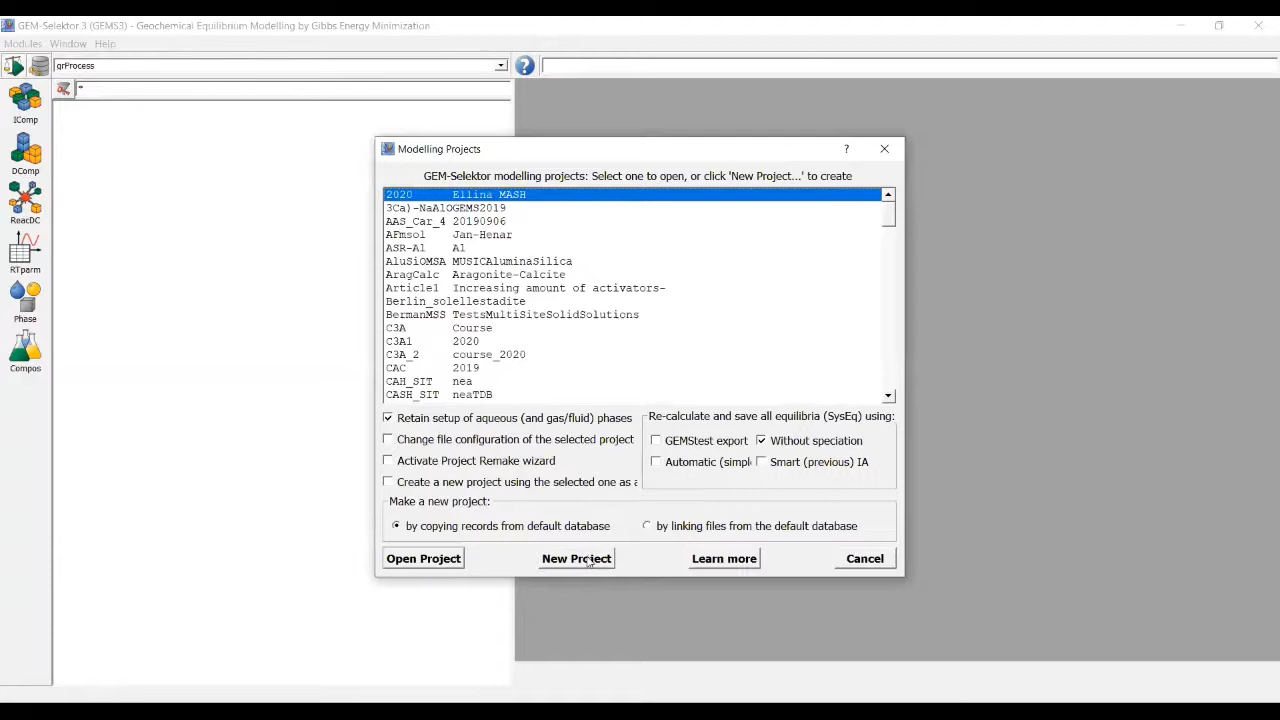 GEM-Selektor 3 (GEMS3) - Geochemical Equilibrium Modelling by Gibbs Energy Minimization
Modules Window Help
qrProcess
*
IComp
DComp
ReacDC
RTparm
Phase
Compos
Modelling Projects
GEM-Selektor modelling projects: Select one to open, or click 'New Project...' to create
2020 Ellina MASH
3Ca)-NaAlOGEMS2019
AAS_Car_4 20190906
AFmsol Jan-Henar
ASR-A1 A1
AluSiOMSA MUSICAluminaSilica
AragCalc Aragonite-Calcite
Article1 Increasing amount of activators-
Berlin_solellestadite
BermanMSS TestsMultiSiteSolidSolutions
C3A Course
C3A1 2020
C3A_2 course_2020
CAC 2019
CAH_SIT nea
CASH_SIT neaTDB
Retain setup of aqueous (and gas/fluid) phases
Change file configuration of the selected project
Activate Project Remake wizard
Create a new project using the selected one as a
Re-calculate and save all equilibria (SysEq) using:
GEMStest export Without speciation
Automatic (simpl Smart (previous) IA
Make a new project:
by copying records from default database by linking files from the default database
Open Project New Project Learn more Cancel